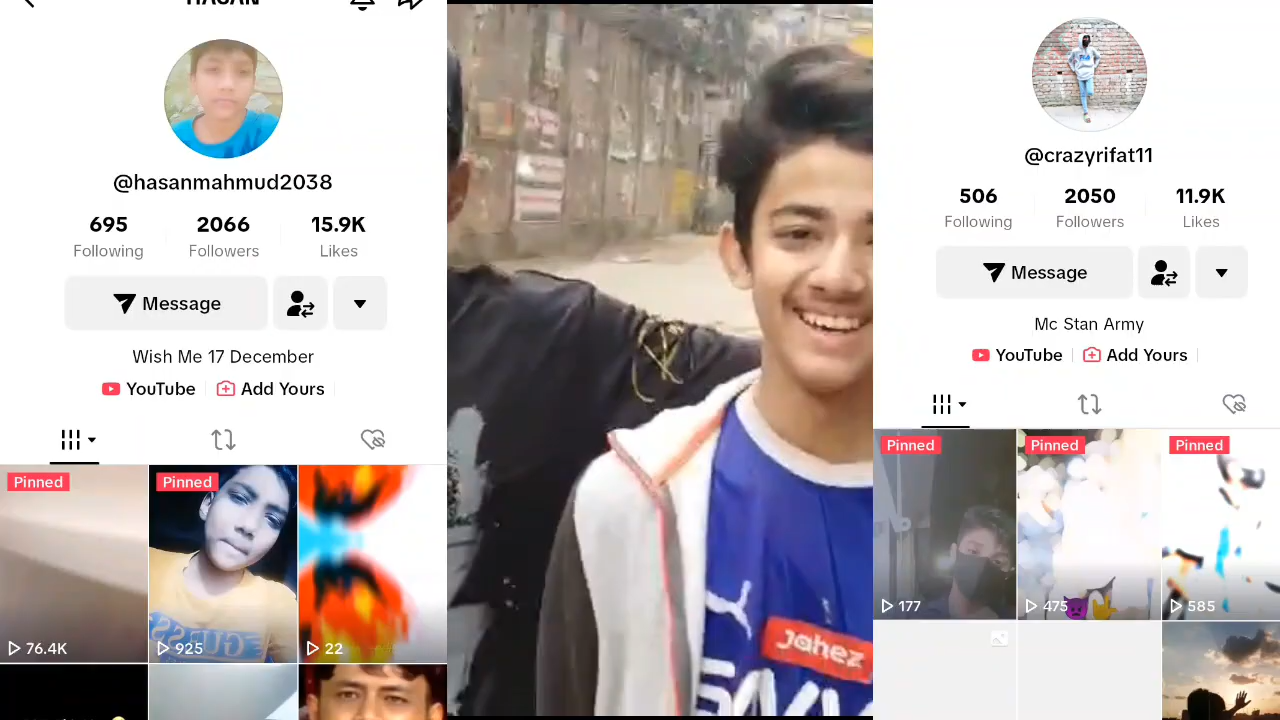 HASAN
@hasanmahmud2038
695
2066
15.9K
Following
Followers
Likes
Message
Wish Me 17 December
YouTube
Add Yours
Pinned
Pinned
76.4K
925
22
Jahez
@crazyrifat11
506
2050
11.9K
Following
Followers
Likes
Message
Mc Stan Army
YouTube
Add Yours
Pinned
Pinned
Pinned
177
475
585